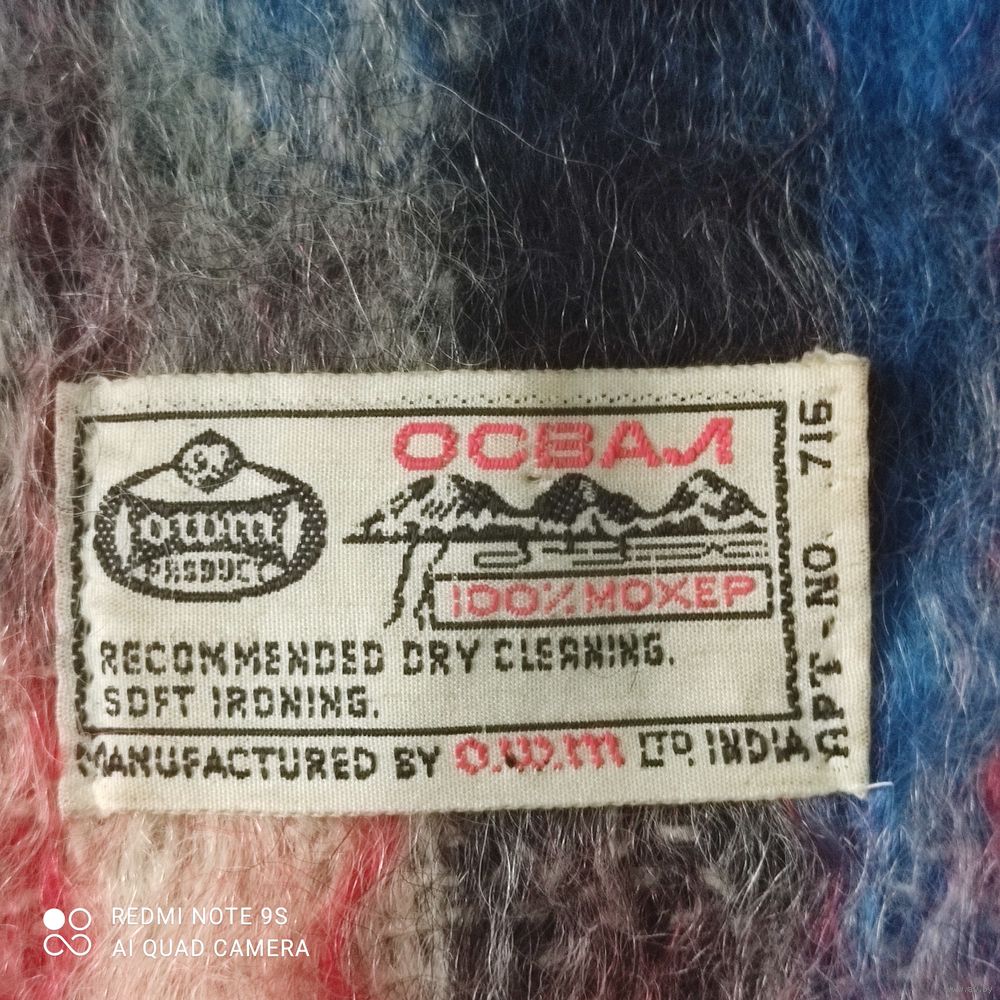 ОСВАЛ
o.w.m
PRODUCT
100% МОХЕР
RECOMMENDED DRY CLEANING.
SOFT IRONING.
MANUFACTURED BY O.W.M LTD. INDIA
APT-NO. 715
REDMI NOTE 9S
AI QUAD CAMERA